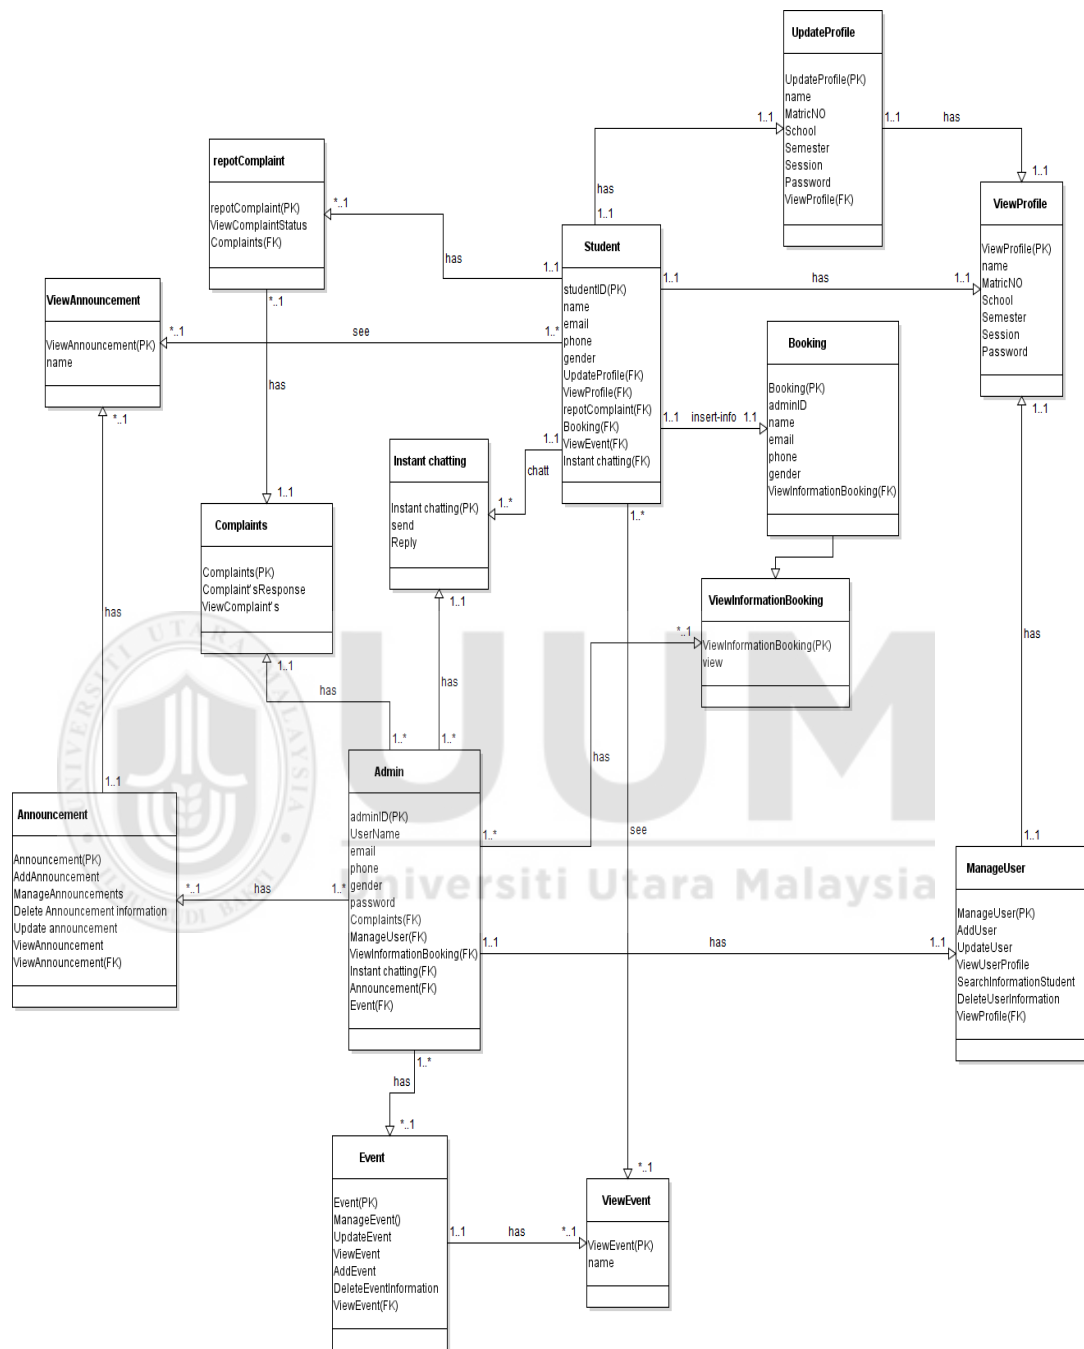 UpdateProfile
UpdateProfile(PK)
name
MatricNO
School
Semester
Session
Password
ViewProfile(FK)
1..1
1..1
has
has
1..1
1..1
repotComplaint
repotComplaint(PK)
ViewComplaintStatus
Complaints(FK)
*..1
has
1..1
*..1
has
1..1
ViewProfile
ViewProfile(PK)
name
MatricNO
School
Semester
Session
Password
Student
studentID(PK)
name
email
phone
gender
UpdateProfile(FK)
ViewProfile(FK)
repotComplaint(FK)
Booking(FK)
ViewEvent(FK)
Instant chatting(FK)
1..1
has
1..1
ViewAnnouncement
ViewAnnouncement(PK)
name
*..1
see
1..*
*..1
has
1..1
Booking
Booking(PK)
adminID
name
email
phone
gender
ViewInformationBooking(FK)
1..1
insert-info
1..1
1..1
chatt
1..*
Instant chatting
Instant chatting(PK)
send
Reply
1..1
has
1..*
1..*
see
*..1
1..1
has
1..1
Complaints
Complaints(PK)
Complaint'sResponse
ViewComplaint's
1..1
has
1..*
ViewInformationBooking
ViewInformationBooking(PK)
view
*..1
has
1..*
UNIVERSITI UTARA MALAYSIA
UUM
Universiti Utara Malaysia
Admin
adminID(PK)
UserName
email
phone
gender
password
Complaints(FK)
ManageUser(FK)
ViewInformationBooking(FK)
Instant chatting(FK)
Announcement(FK)
Event(FK)
Announcement
Announcement(PK)
AddAnnouncement
ManageAnnouncements
Delete Announcement information
Update announcement
ViewAnnouncement
ViewAnnouncement(FK)
*..1
has
1..*
ManageUser
ManageUser(PK)
AddUser
UpdateUser
ViewUserProfile
SearchInformationStudent
DeleteUserInformation
ViewProfile(FK)
1..1
has
1..1
1..*
has
*..1
Event
Event(PK)
ManageEvent()
UpdateEvent
ViewEvent
AddEvent
DeleteEventInformation
ViewEvent(FK)
1..1
has
*..1
ViewEvent
ViewEvent(PK)
name